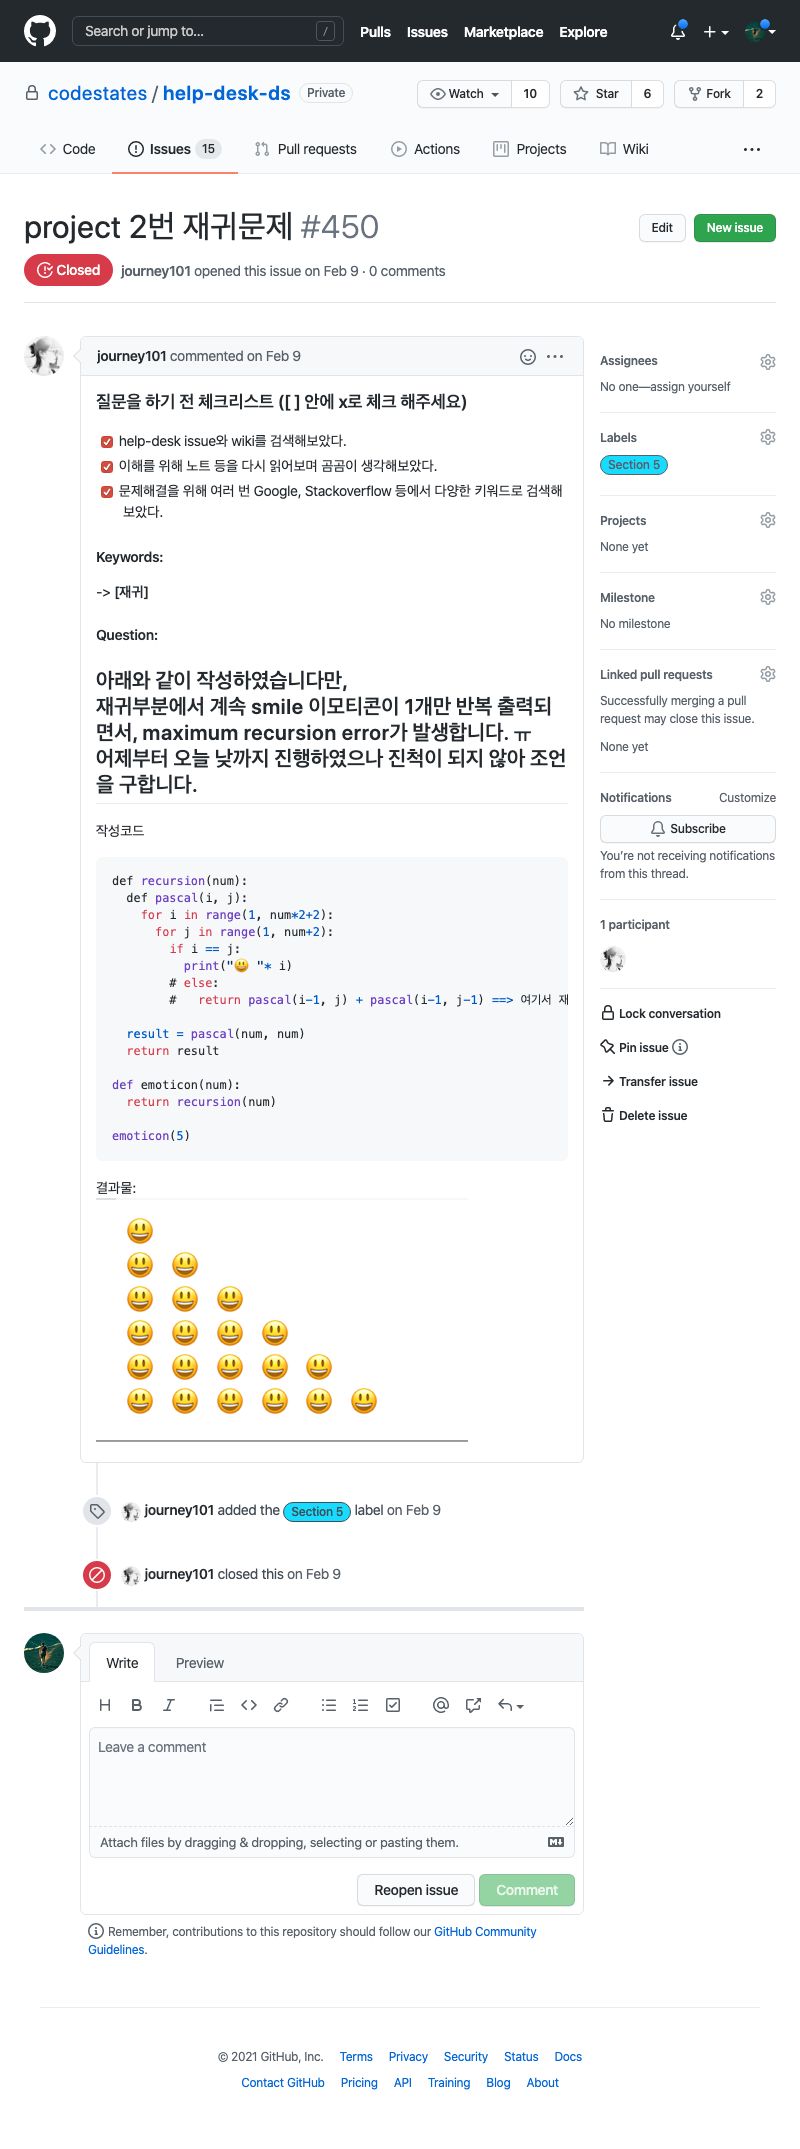 Search or jump to... /
Pulls Issues Marketplace Explore
codestates / help-desk-ds Private
Watch 10 Star 6 Fork 2
Code Issues 15 Pull requests Actions Projects Wiki ...
project 2번 재귀문제 #450
Edit New issue
Closed journey101 opened this issue on Feb 9 · 0 comments
journey101 commented on Feb 9
질문을 하기 전 체크리스트 ([ ] 안에 x로 체크 해주세요)
help-desk issue와 wiki를 검색해보았다.
이해를 위해 노트 등을 다시 읽어보며 곰곰이 생각해보았다.
문제해결을 위해 여러 번 Google, Stackoverflow 등에서 다양한 키워드로 검색해
보았다.
Keywords:
-> [재귀]
Question:
아래와 같이 작성하였습니다만,
재귀부분에서 계속 smile 이모티콘이 1개만 반복 출력되
면서, maximum recursion error가 발생합니다. ㅠ
어제부터 오늘 낮까지 진행하였으나 진척이 되지 않아 조언
을 구합니다.
작성코드
def recursion(num):
  def pascal(i, j):
    for i in range(1, num*2+2):
      for j in range(1, num+2):
        if i == j:
          print("😃 "* i)
        # else:
        #   return pascal(i-1, j) + pascal(i-1, j-1) ==> 여기서 재
  result = pascal(num, num)
  return result
def emoticon(num):
  return recursion(num)
emoticon(5)
결과물:
😃
😃 😃
😃 😃 😃
😃 😃 😃 😃
😃 😃 😃 😃 😃
😃 😃 😃 😃 😃 😃
journey101 added the Section 5 label on Feb 9
journey101 closed this on Feb 9
Write Preview
H B I
Leave a comment
Attach files by dragging & dropping, selecting or pasting them.
Reopen issue Comment
Remember, contributions to this repository should follow our GitHub Community
Guidelines.
Assignees
No one—assign yourself
Labels
Section 5
Projects
None yet
Milestone
No milestone
Linked pull requests
Successfully merging a pull
request may close this issue.
None yet
Notifications Customize
Subscribe
You're not receiving notifications
from this thread.
1 participant
Lock conversation
Pin issue
Transfer issue
Delete issue
© 2021 GitHub, Inc. Terms Privacy Security Status Docs
Contact GitHub Pricing API Training Blog About